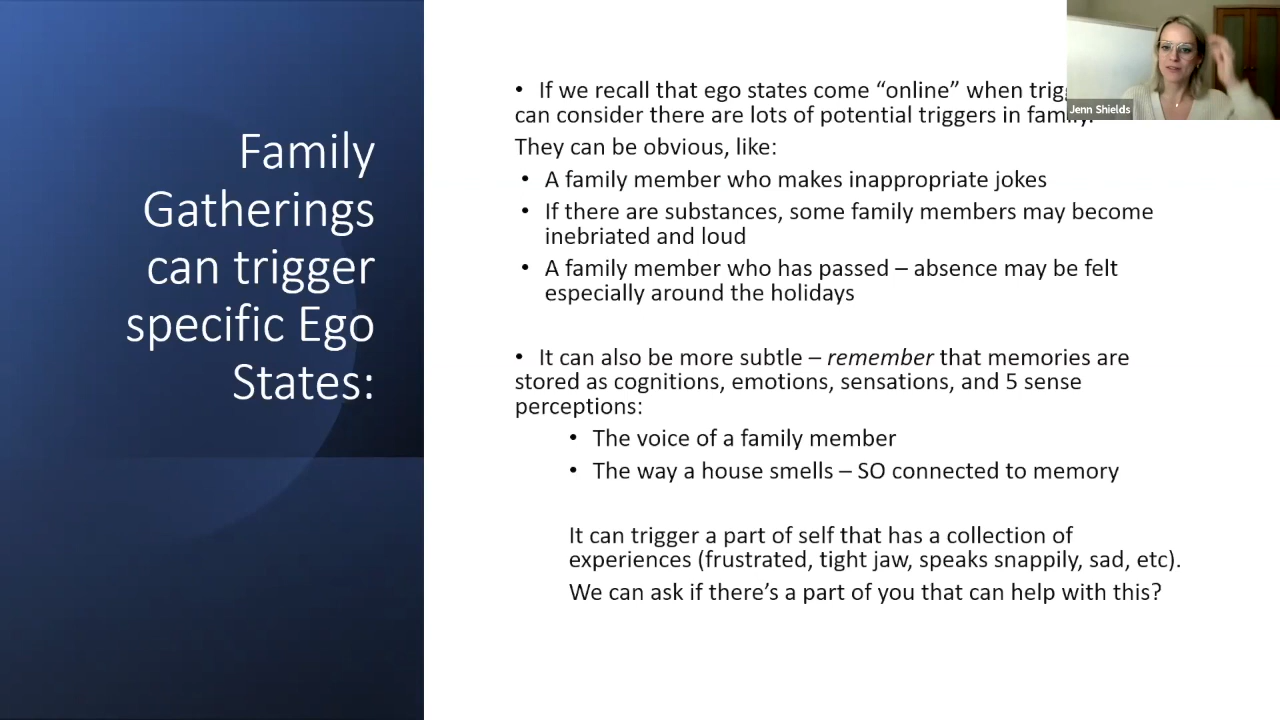 Family
Gatherings
can trigger
specific Ego
States:
• If we recall that ego states come “online” when
can consider there are lots of potential triggers in family.
They can be obvious, like:
• A family member who makes inappropriate jokes
• If there are substances, some family members may become
inebriated and loud
• A family member who has passed – absence may be felt
especially around the holidays
• It can also be more subtle – remember that memories are
stored as cognitions, emotions, sensations, and 5 sense
perceptions:
• The voice of a family member
• The way a house smells – SO connected to memory
It can trigger a part of self that has a collection of
experiences (frustrated, tight jaw, speaks snappily, sad, etc).
We can ask if there’s a part of you that can help with this?
Jenn Shields